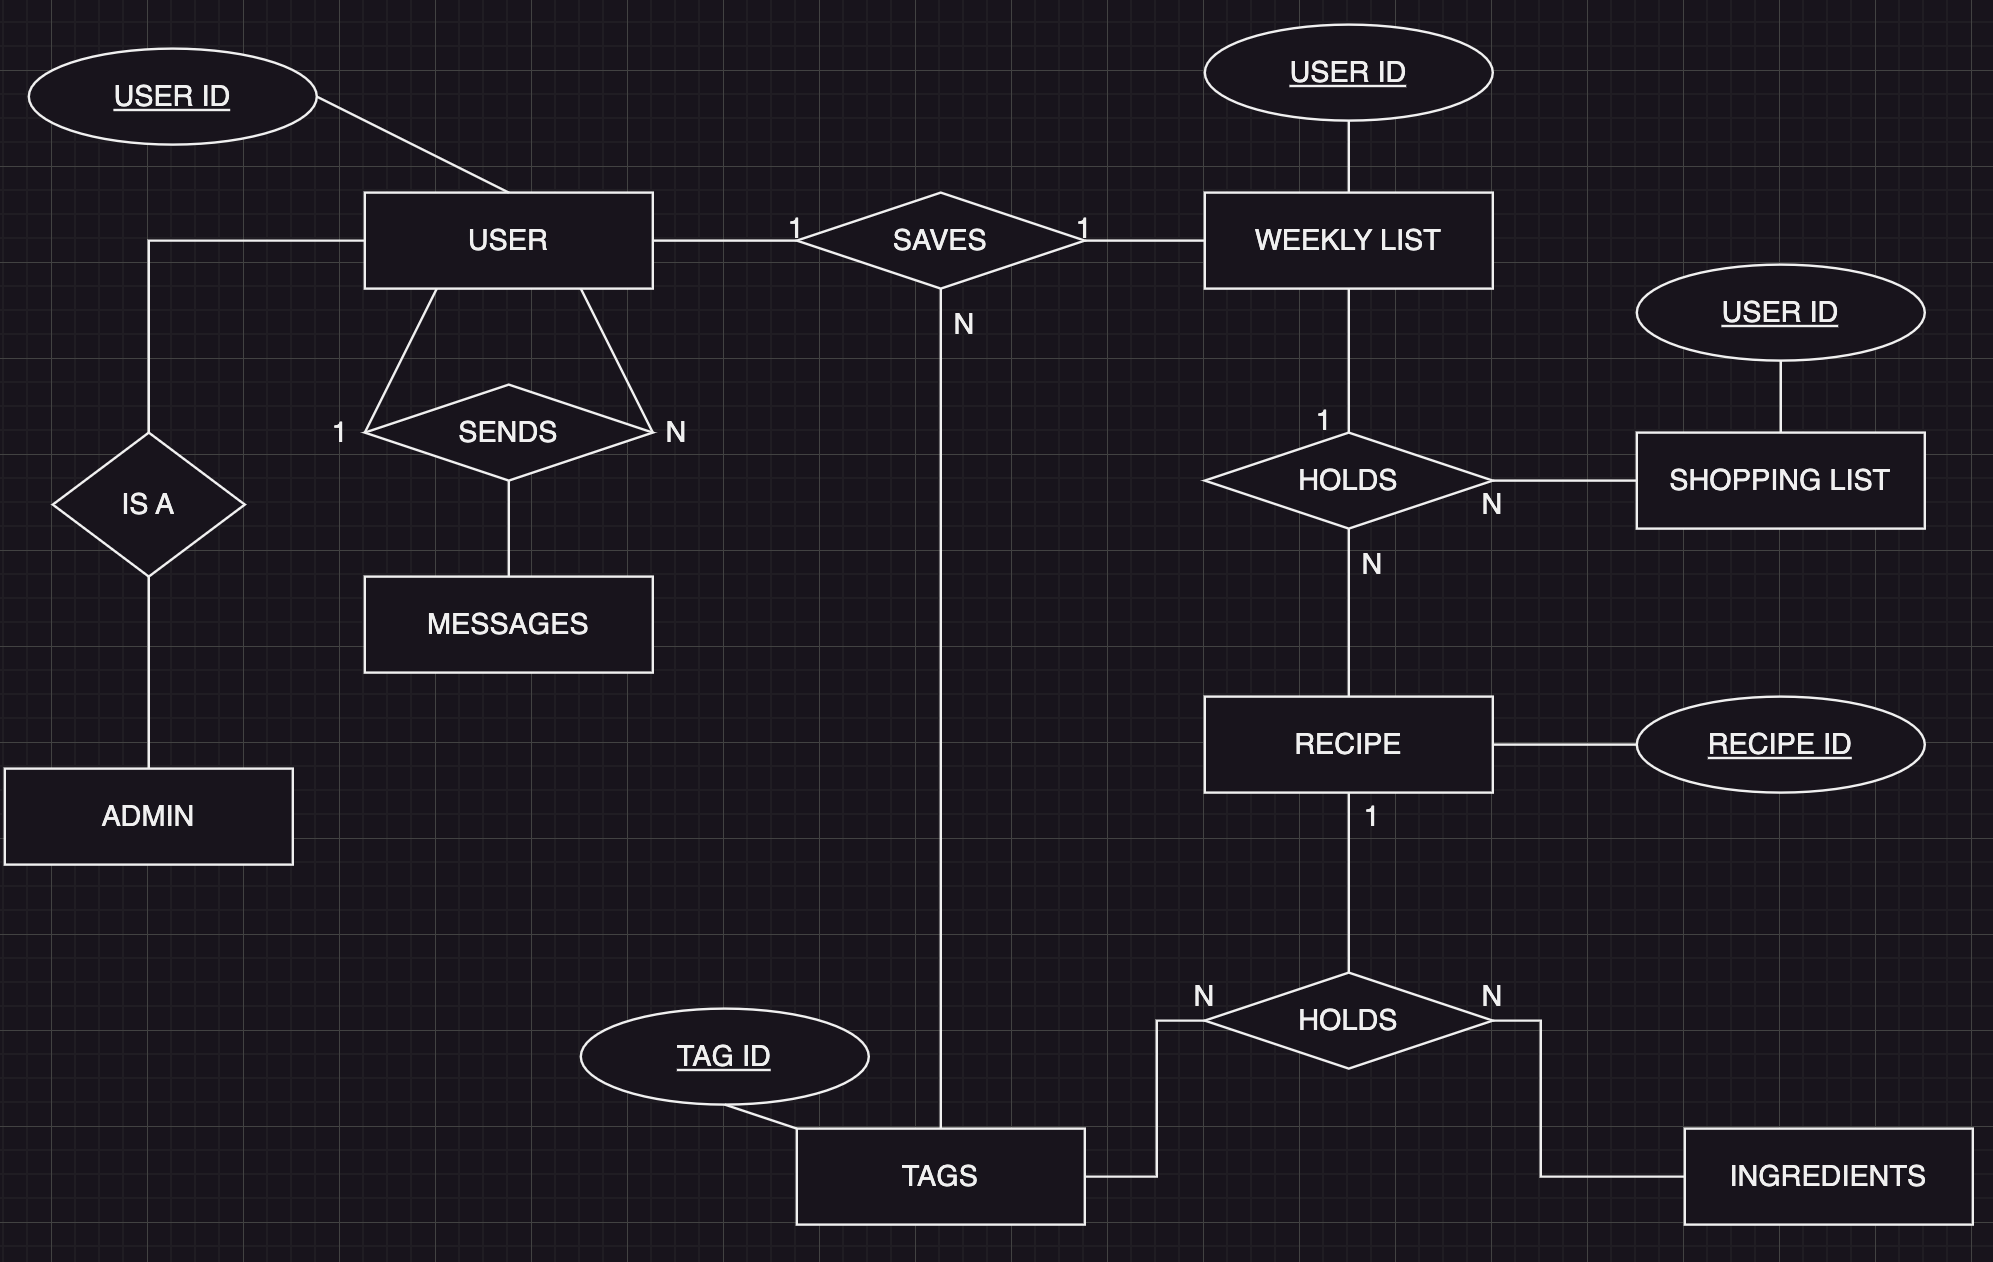 USER ID
USER ID
USER
1
SAVES
1
WEEKLY LIST
USER ID
N
1
1
SENDS
N
HOLDS
N
SHOPPING LIST
IS A
N
MESSAGES
RECIPE
RECIPE ID
ADMIN
1
N
N
HOLDS
TAG ID
TAGS
INGREDIENTS